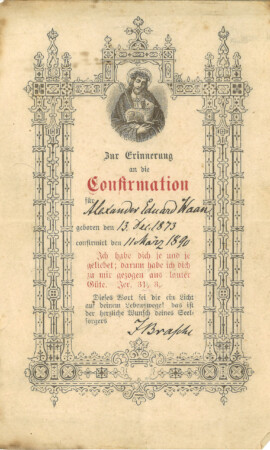 Zur Erinnerung
an die
Confirmation
für Alexander Eduard Haan
geboren den 13 Dec. 1873
confirmirt den 11 März 1890
Ich habe dich je und je
geliebet; darum habe ich dich
zu mir gezogen aus lauter
Güte. Jer. 31, 3.
Dieses Wort sei dir ein Licht
auf deinem Lebenswege! das ist
der herzliche Wunsch deines Seel-
sorgers
Brasche